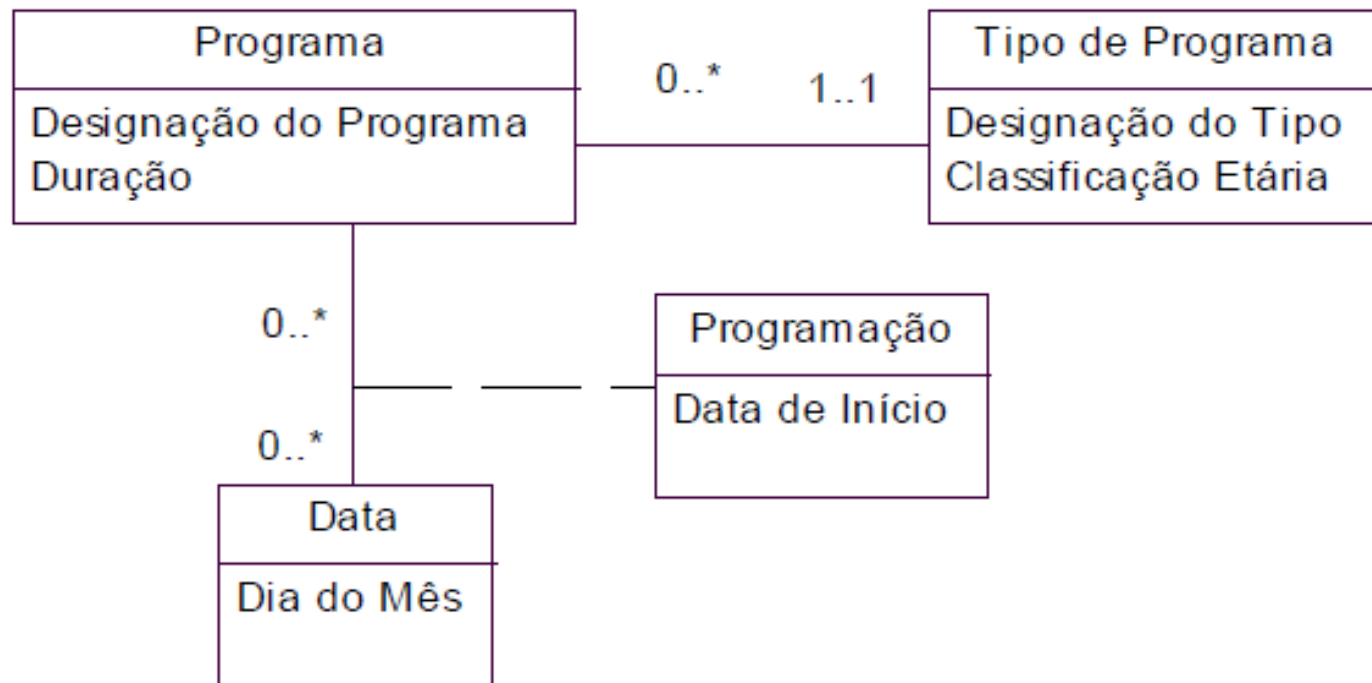 Programa
Designação do Programa
Duração
0..*
1..1
Tipo de Programa
Designação do Tipo
Classificação Etária
0..*
0..*
Programação
Data de Início
Data
Dia do Mês